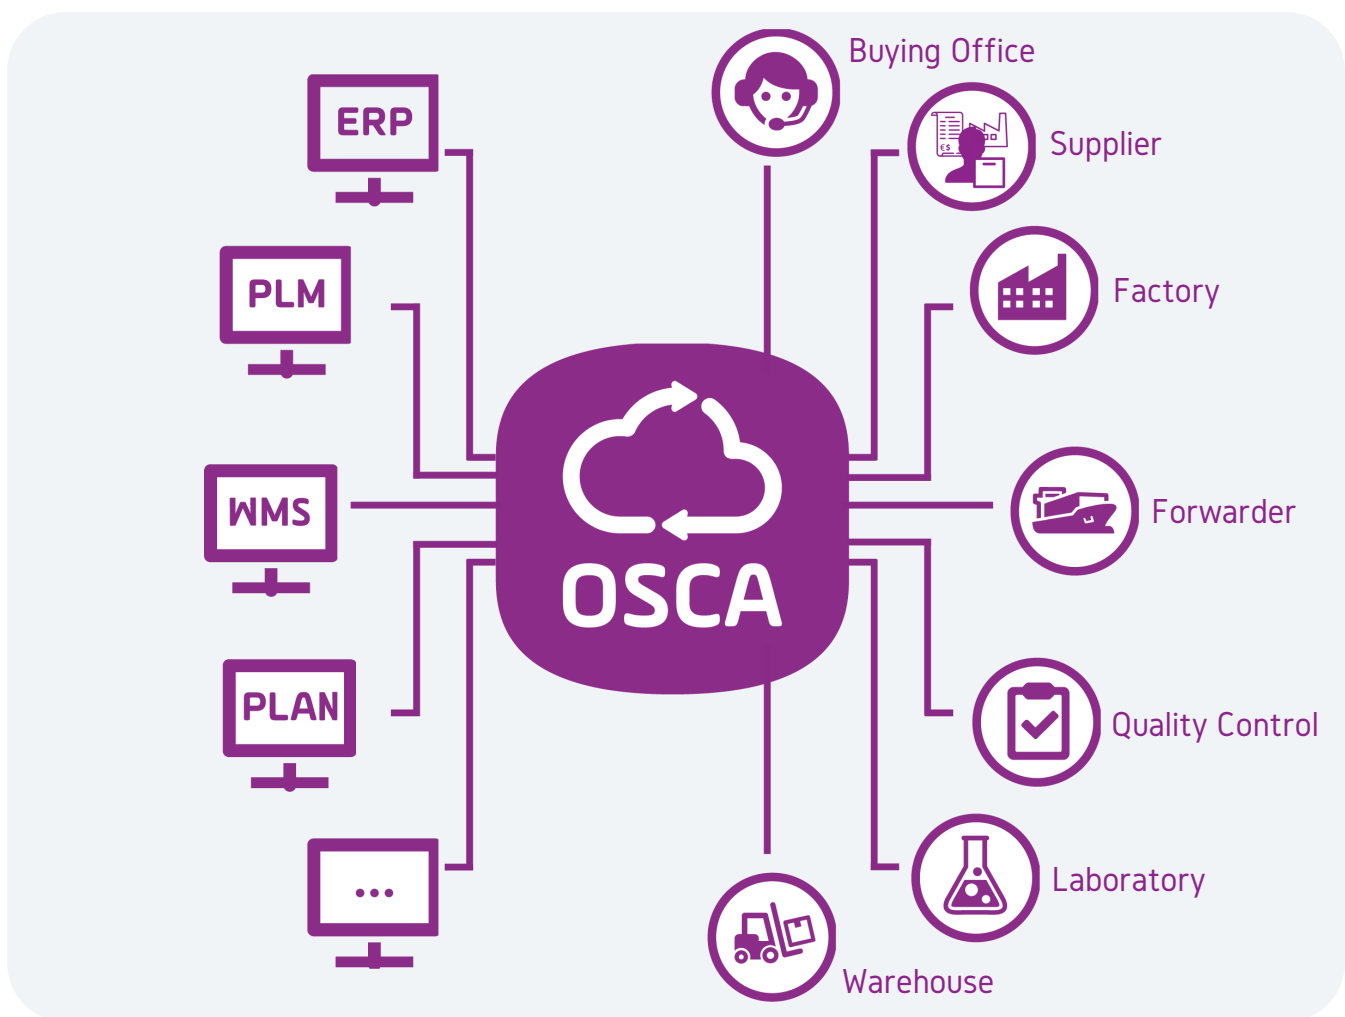 Buying Office
ERP
Supplier
€$
PLM
Factory
WMS
Forwarder
OSCA
PLAN
Quality Control
...
Laboratory
Warehouse